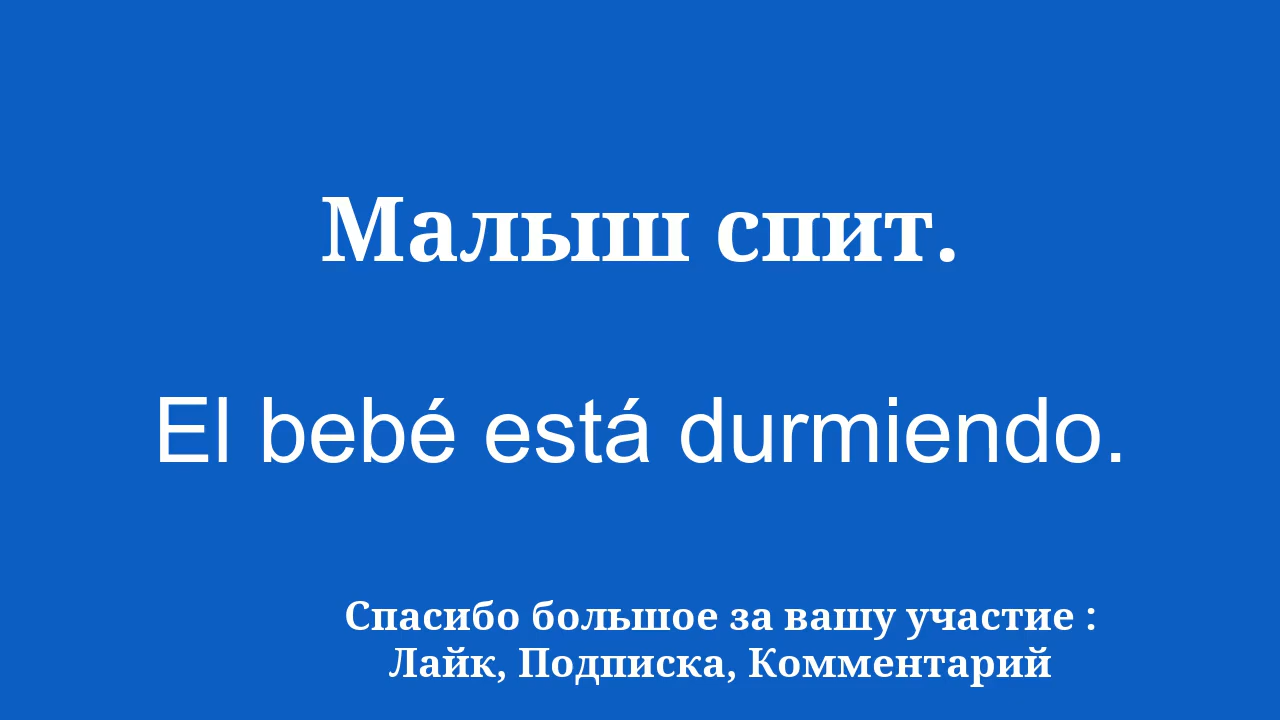 Малыш спит.
El bebé está durmiendo.
Спасибо большое за вашу участие :
Лайк, Подписка, Комментарий